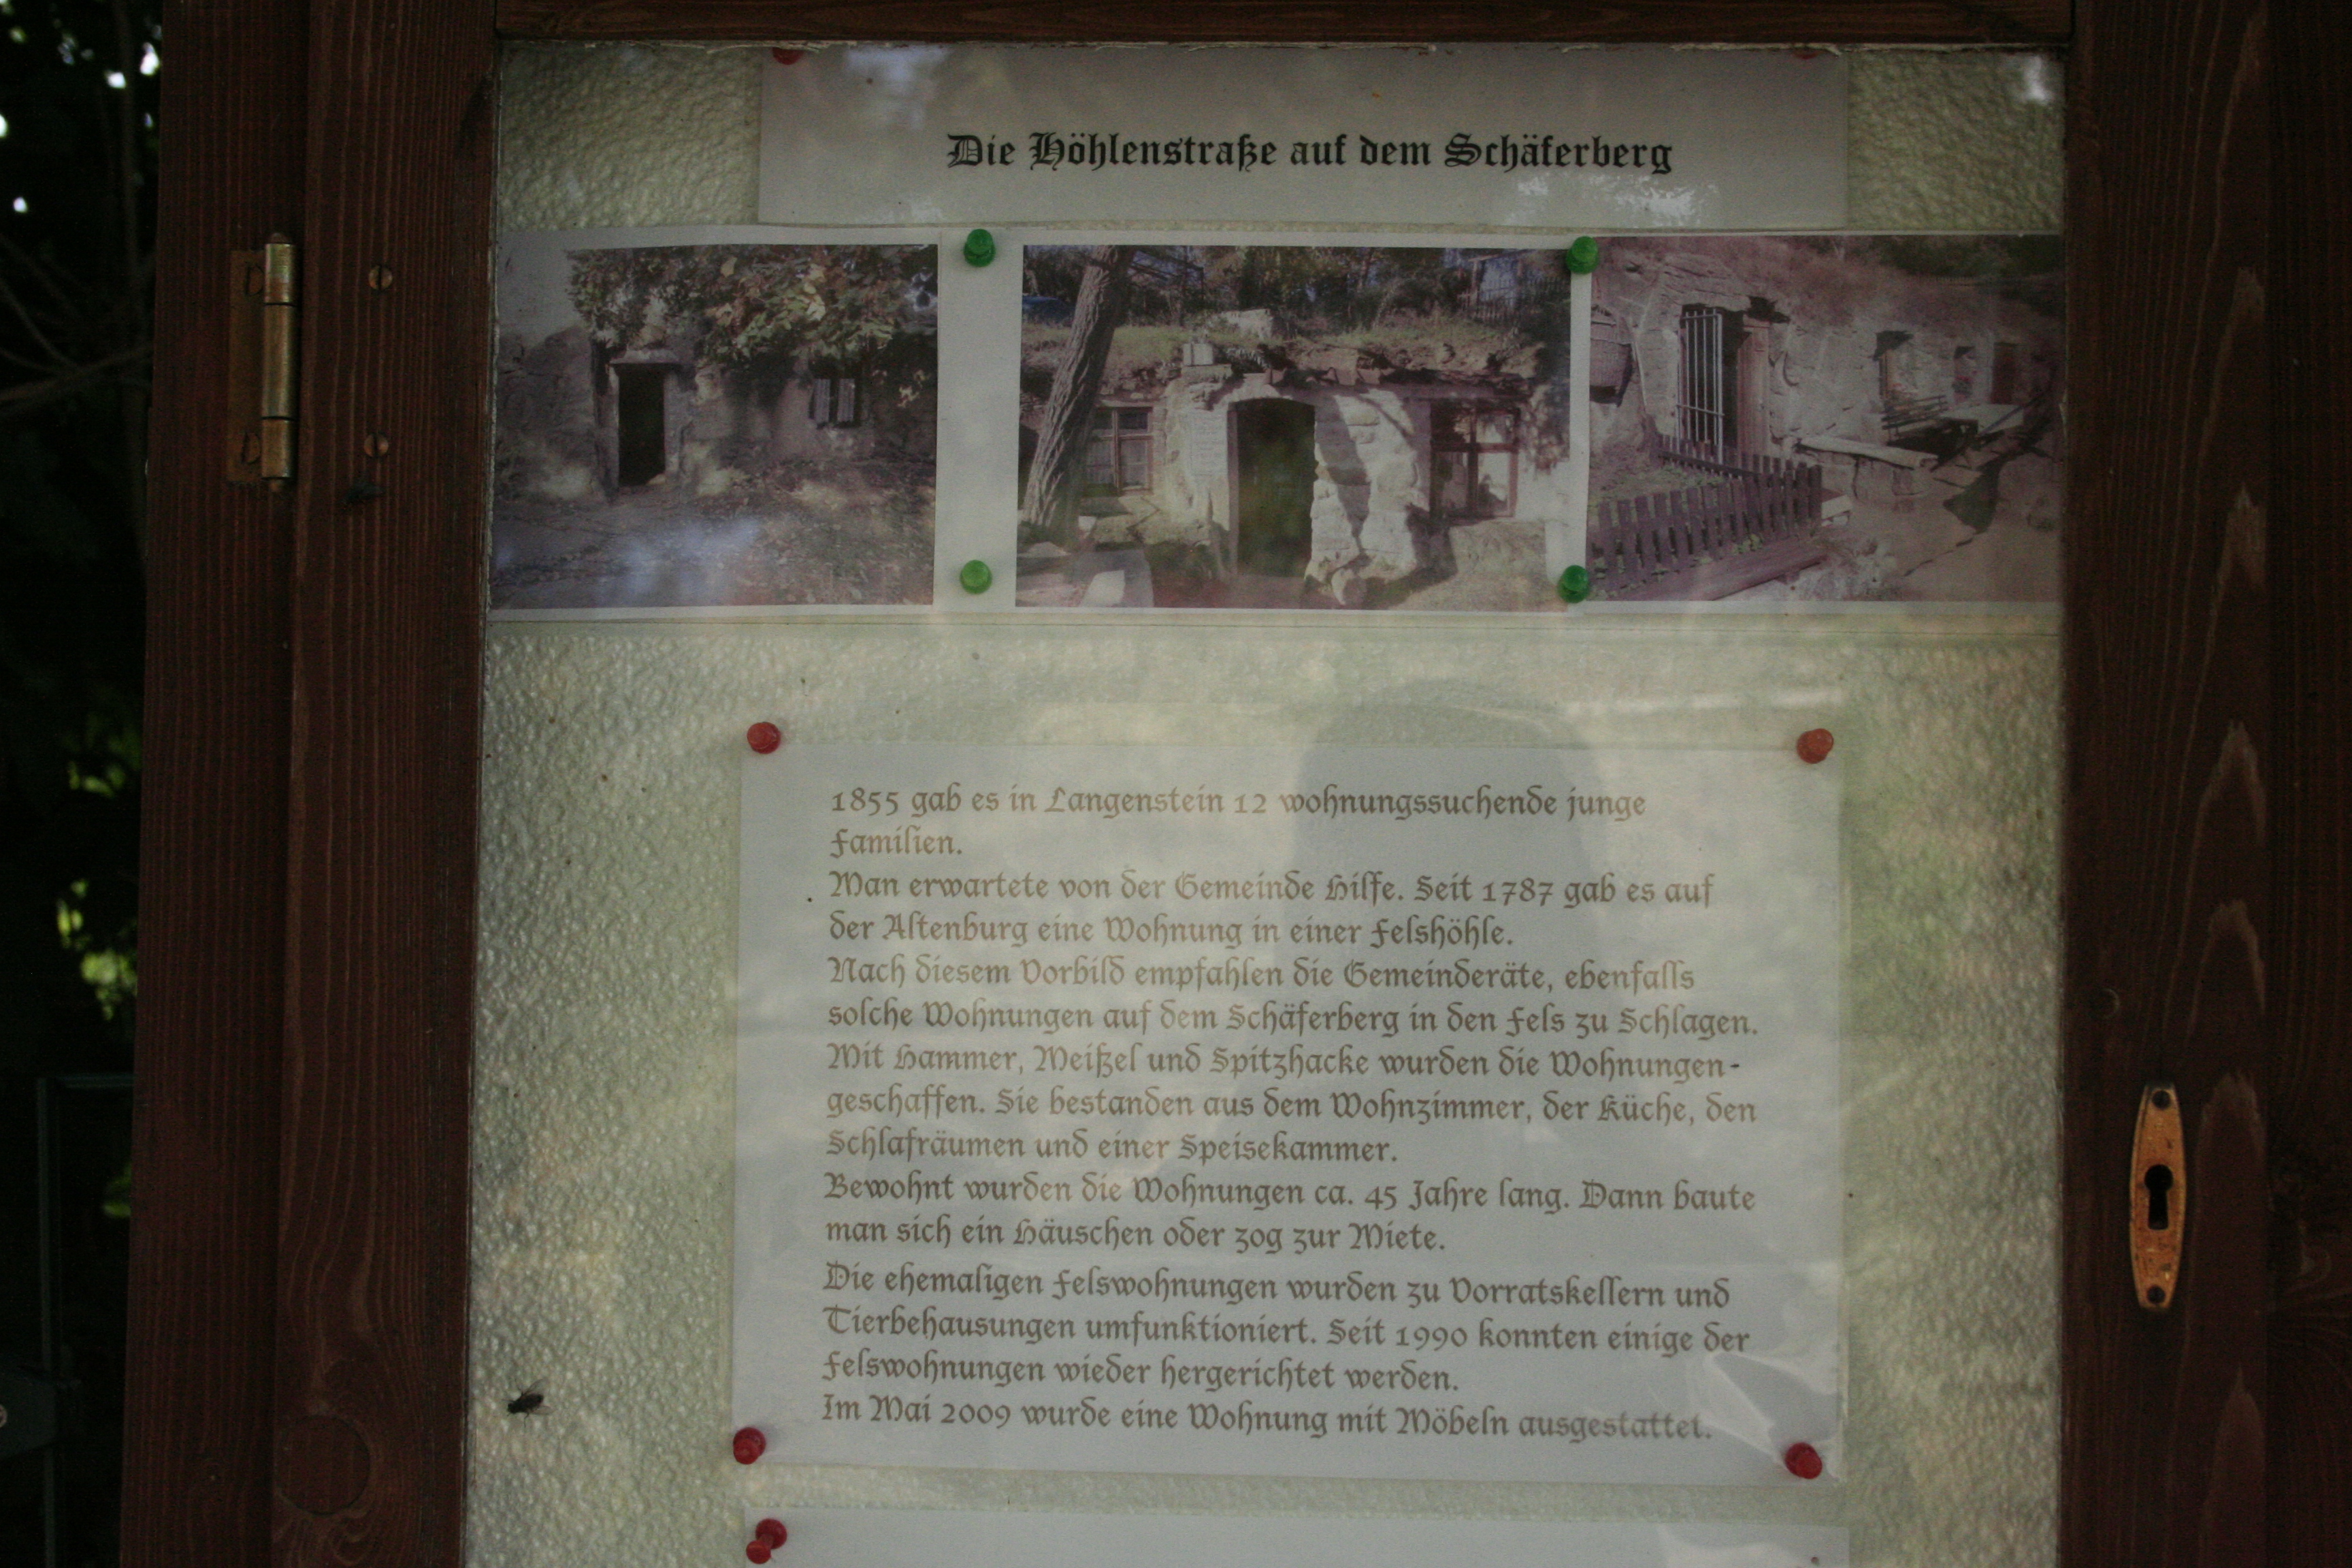 Die Höhlenstraße auf dem Schäferberg
1855 gab es in Langenstein 12 wohnungssuchende junge
Familien.
Man erwartete von der Gemeinde Hilfe. Seit 1787 gab es auf
der Altenburg eine Wohnung in einer Felshöhle.
Nach diesem Vorbild empfahlen die Gemeinderäte, ebenfalls
solche Wohnungen auf dem Schäferberg in den Fels zu Schlagen.
Mit Hammer, Meißel und Spitzhacke wurden die Wohnungen-
geschaffen. Sie bestanden aus dem Wohnzimmer, der Küche, den
Schlafräumen und einer Speisekammer.
Bewohnt wurden die Wohnungen ca. 45 Jahre lang. Dann baute
man sich ein Häuschen oder zog zur Miete.
Die ehemaligen Felswohnungen wurden zu Vorratskellern und
Tierbehausungen umfunktioniert. Seit 1990 konnten einige der
Felswohnungen wieder hergerichtet werden.
Im Mai 2009 wurde eine Wohnung mit Möbeln ausgestattet.